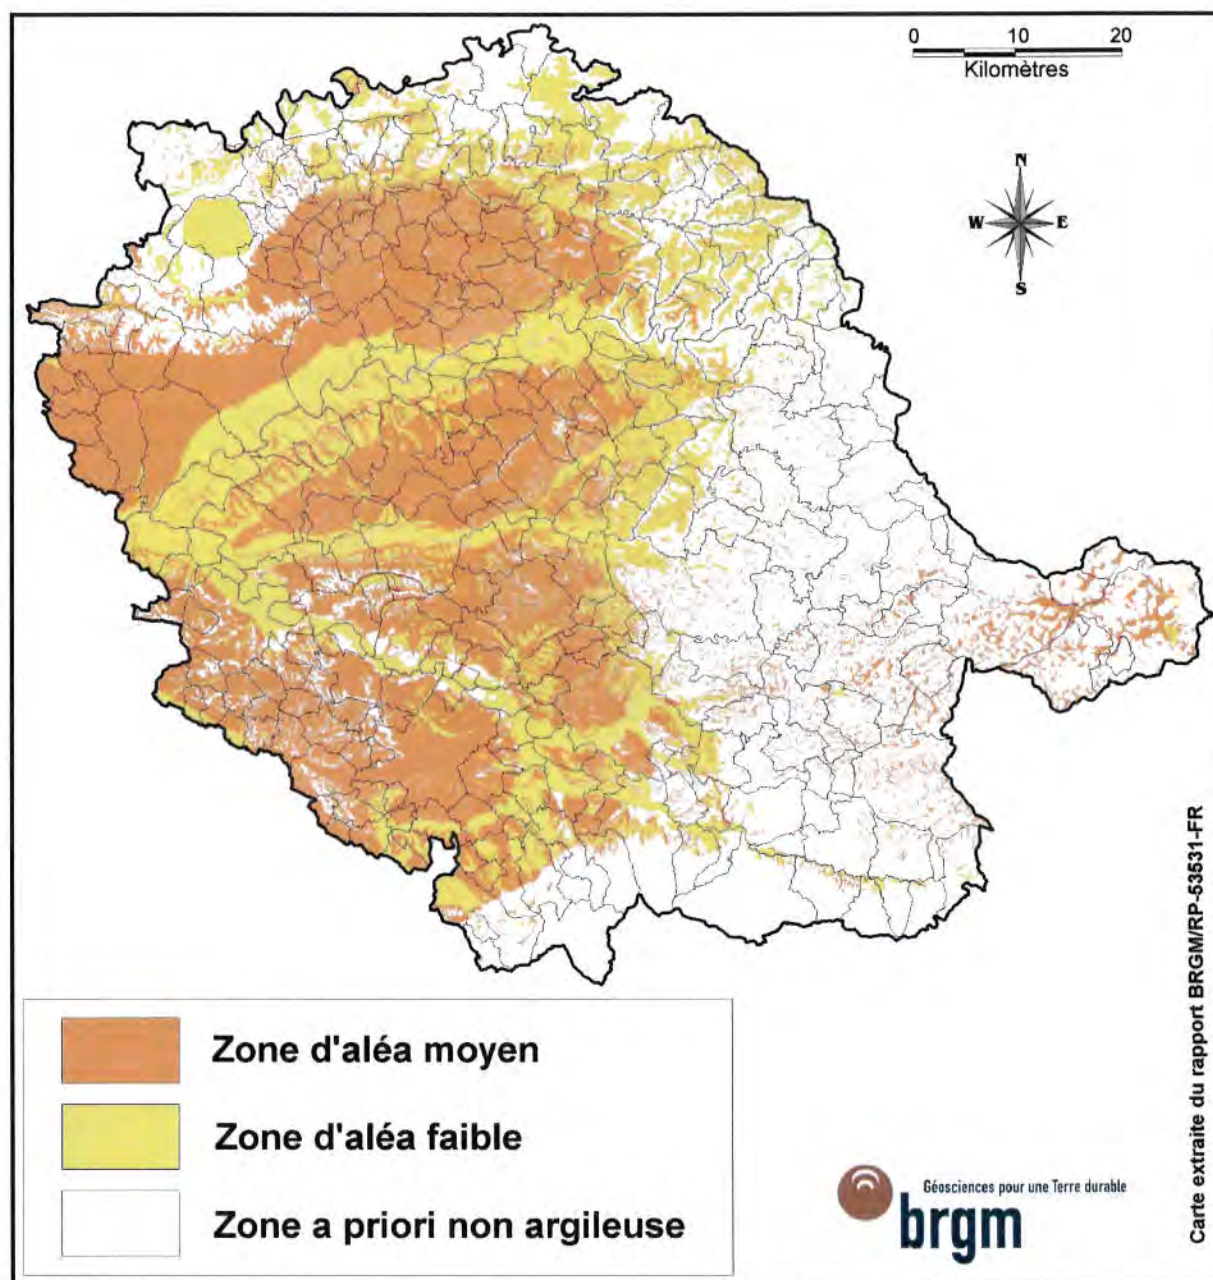 0 10 20
Kilomètres
N
W E
S
Zone d'aléa moyen
Zone d'aléa faible
Zone a priori non argileuse
Géosciences pour une Terre durable
brgm
Carte extraite du rapport BRGM/RP-53531-FR